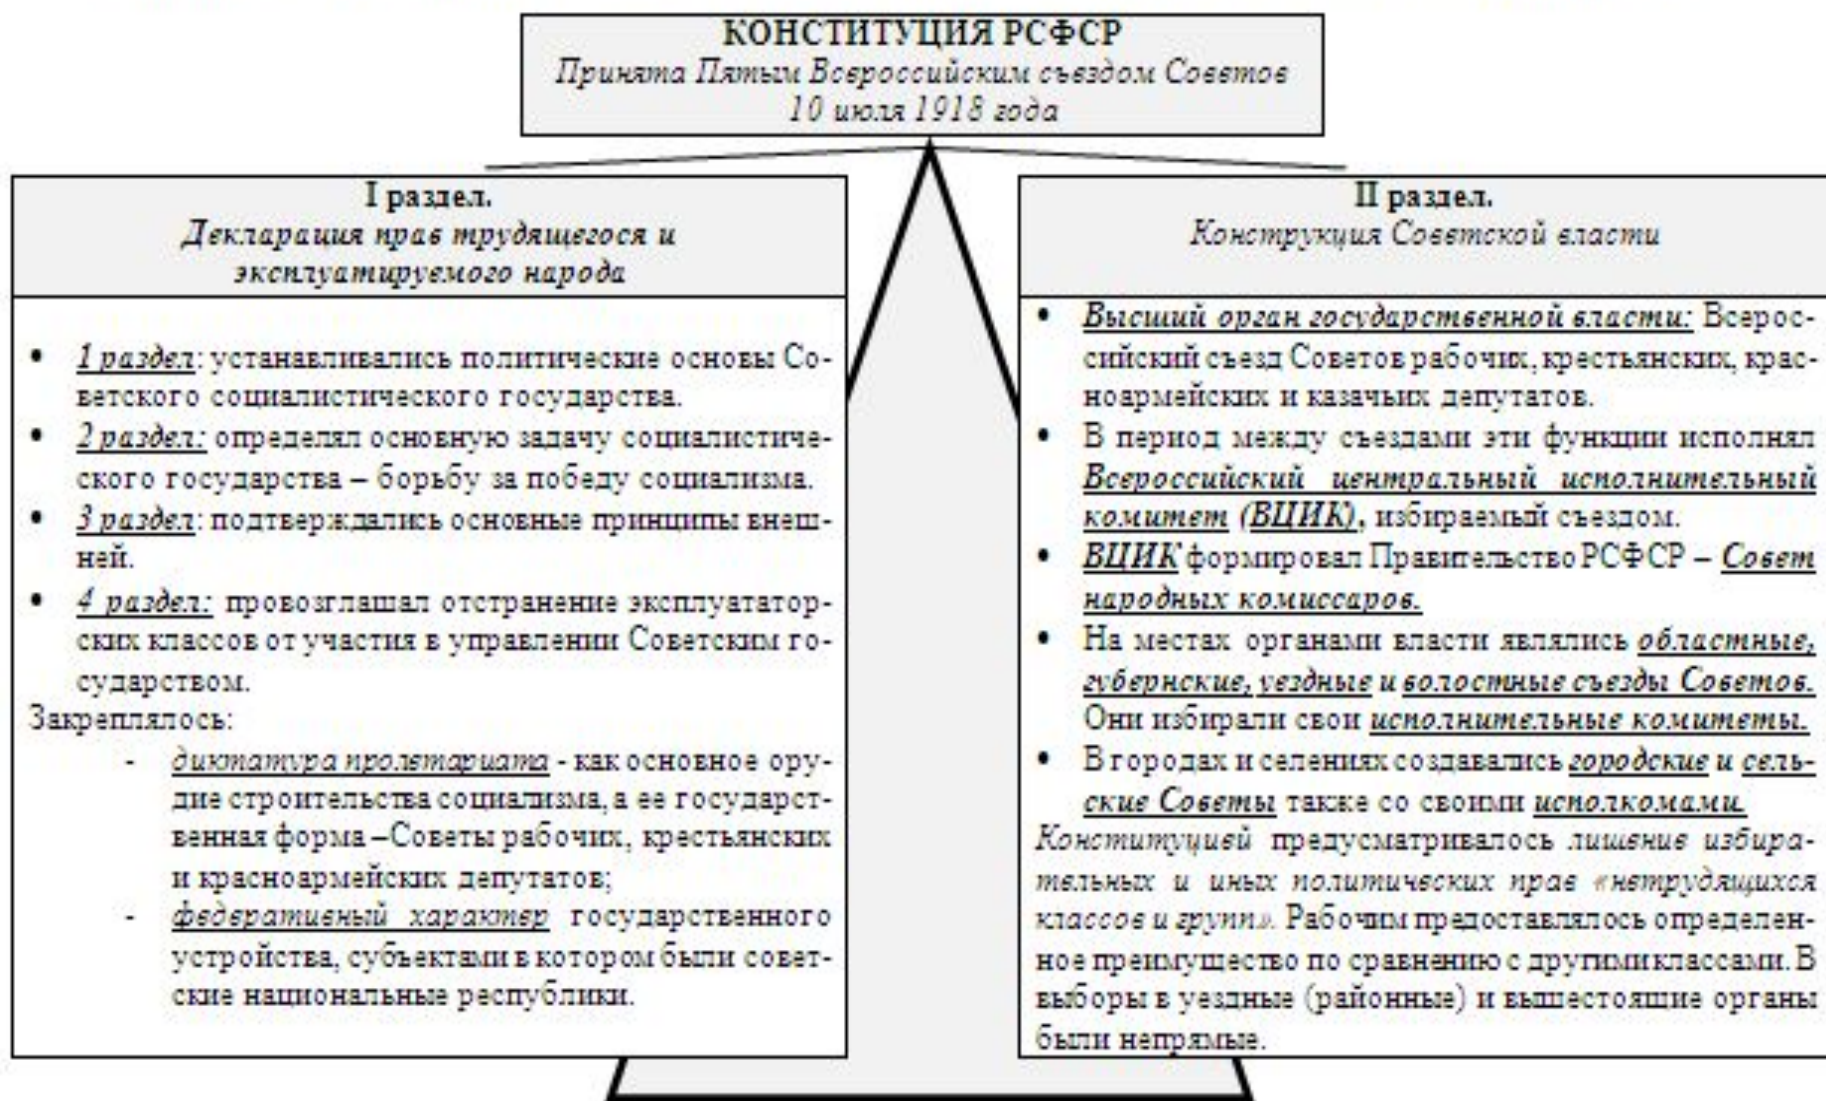 КОНСТИТУЦИЯ РСФСР
Принята Пятым Всероссийским съездом Советов
10 июля 1918 года
I раздел.
Декларация прав трудящегося и
эксплуатируемого народа
• 1 раздел: устанавливались политические основы Со-
ветского социалистического государства.
• 2 раздел: определял основную задачу социалистиче-
ского государства – борьбу за победу социализма.
• 3 раздел: подтверждались основные принципы внеш-
ней.
• 4 раздел: провозглашал отстранение эксплуататор-
ских классов от участия в управлении Советским го-
сударством.
Закреплялось:
- диктатура пролетариата - как основное ору-
дие строительства социализма, а ее государст-
венная форма –Советы рабочих, крестьянских
и красноармейских депутатов;
- федеративный характер государственного
устройства, субъектами в котором были совет-
ские национальные республики.
II раздел.
Конструкция Советской власти
• Высший орган государственной власти: Всерос-
сийский съезд Советов рабочих, крестьянских, крас-
ноармейских и казачьих депутатов.
• В период между съездами эти функции исполнял
Всероссийский центральный исполнительный
комитет (ВЦИК), избираемый съездом.
• ВЦИК формировал Правительство РСФСР – Совет
народных комиссаров.
• На местах органами власти являлись областные,
губернские, уездные и волостные съезды Советов.
Они избирали свои исполнительные комитеты.
• В городах и селениях создавались городские и сель-
ские Советы также со своими исполкомами.
Конституцией предусматривалось лишение избира-
тельных и иных политических прав «нетрудящихся
классов и групп». Рабочим предоставлялось определен-
ное преимущество по сравнению с другими классами. В
выборы в уездные (районные) и вышестоящие органы
были непрямые.